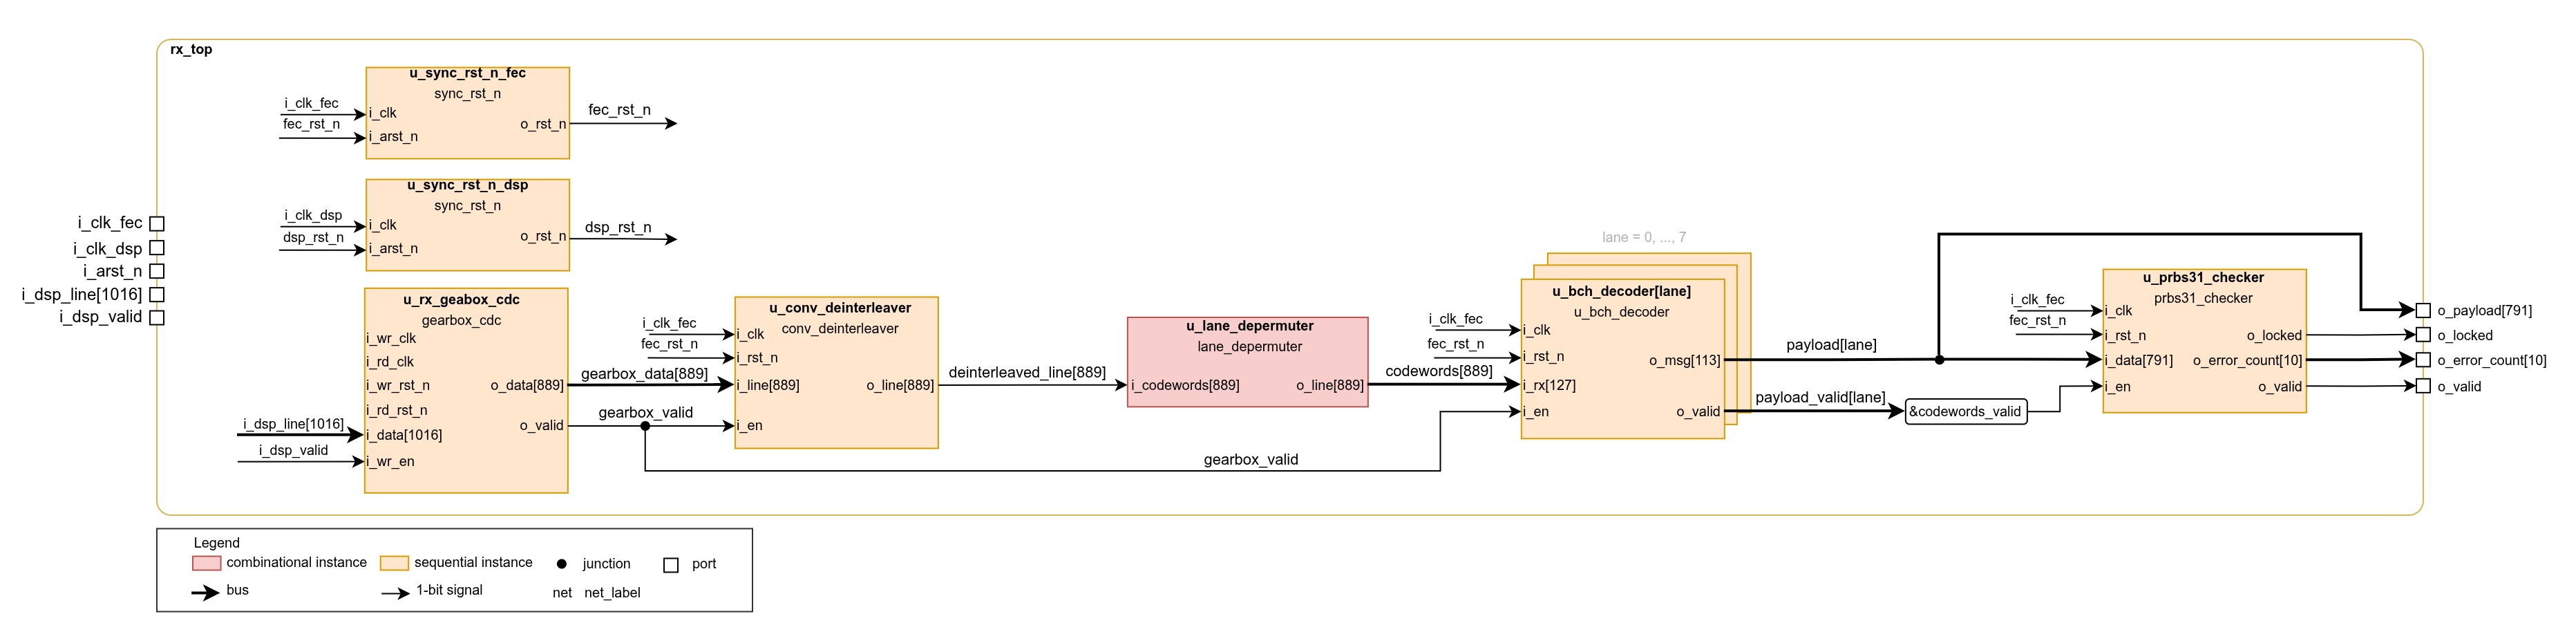 rx_top
u_sync_rst_n_fec
sync_rst_n
i_clk_fec
i_clk
fec_rst_n
i_arst_n
o_rst_n
fec_rst_n
u_sync_rst_n_dsp
sync_rst_n
i_clk_dsp
i_clk
dsp_rst_n
i_arst_n
o_rst_n
dsp_rst_n
i_clk_fec
i_clk_dsp
i_arst_n
i_dsp_line[1016]
i_dsp_valid
u_rx_geabox_cdc
gearbox_cdc
i_wr_clk
i_rd_clk
i_wr_rst_n
i_rd_rst_n
i_dsp_line[1016]
i_data[1016]
i_dsp_valid
i_wr_en
o_data[889]
o_valid
gearbox_data[889]
gearbox_valid
u_conv_deinterleaver
conv_deinterleaver
i_clk_fec
i_clk
fec_rst_n
i_rst_n
i_line[889]
i_en
o_line[889]
deinterleaved_line[889]
u_lane_depermuter
lane_depermuter
i_codewords[889]
o_line[889]
codewords[889]
gearbox_valid
lane = 0, ..., 7
u_bch_decoder[lane]
u_bch_decoder
i_clk_fec
i_clk
fec_rst_n
i_rst_n
i_rx[127]
i_en
o_msg[113]
o_valid
payload[lane]
payload_valid[lane]
&codewords_valid
u_prbs31_checker
prbs31_checker
i_clk_fec
i_clk
fec_rst_n
i_rst_n
i_data[791]
i_en
o_locked
o_error_count[10]
o_valid
o_payload[791]
o_locked
o_error_count[10]
o_valid
Legend
combinational instance
sequential instance
junction
port
bus
1-bit signal
net net_label